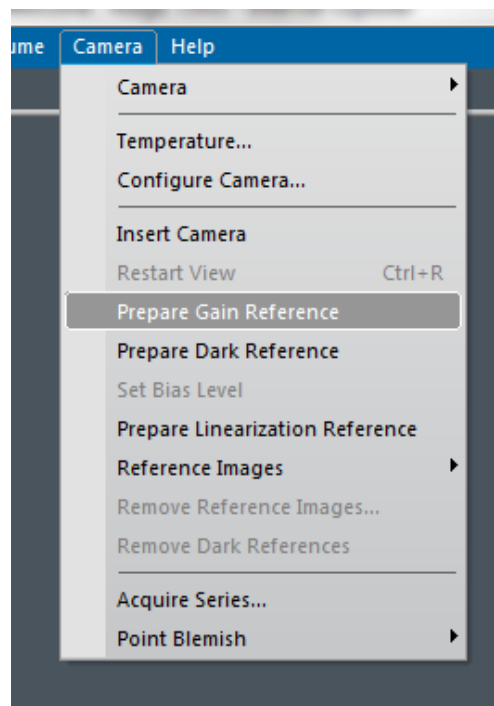 Camera Help
Camera
Temperature...
Configure Camera...
Insert Camera
Restart View Ctrl+R
Prepare Gain Reference
Prepare Dark Reference
Set Bias Level
Prepare Linearization Reference
Reference Images
Remove Reference Images...
Remove Dark References
Acquire Series...
Point Blemish